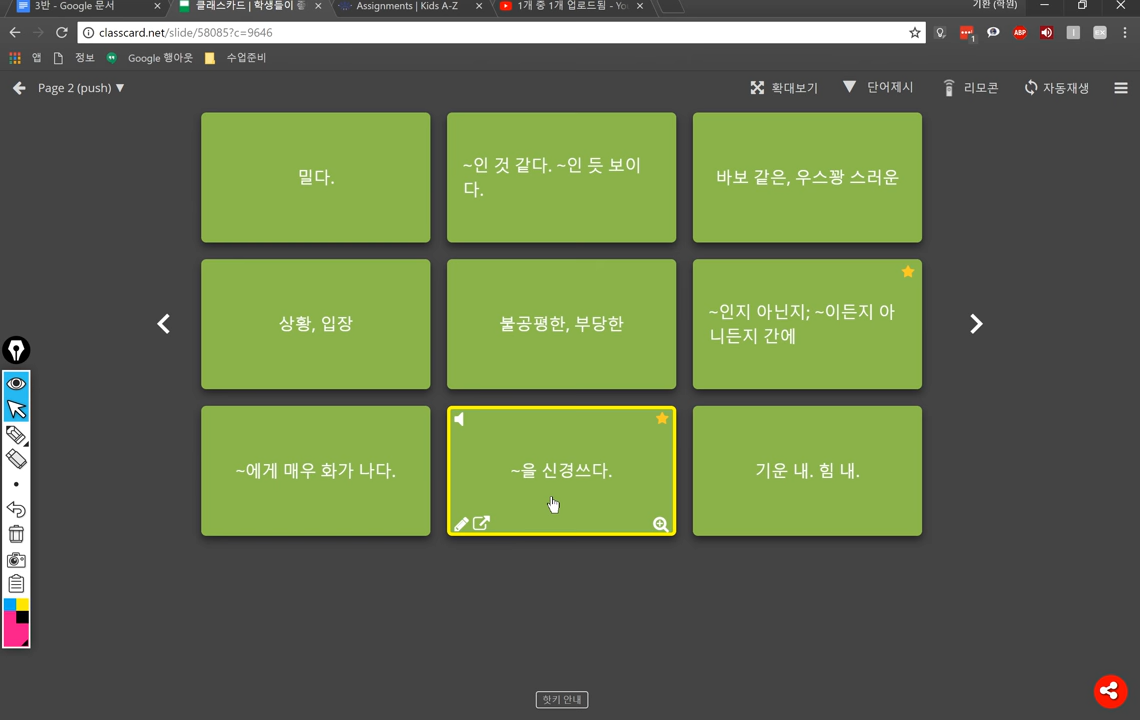 3반 - Google 문서
클래스카드 | 학생들이 줄
Assignments | Kids A-Z
1개 중 1개 업로드됨 - You
기환 (학원)
classcard.net/slide/58085?c=9646
ABP
앱
정보
Google 행아웃
수업준비
Page 2 (push) ▼
확대보기
단어제시
리모콘
자동재생
밀다.
~인 것 같다. ~인 듯 보이
다.
바보 같은, 우스꽝 스러운
상황, 입장
불공평한, 부당한
~인지 아닌지; ~이든지 아
니든지 간에
~에게 매우 화가 나다.
~을 신경쓰다.
기운 내. 힘 내.
핫키 안내